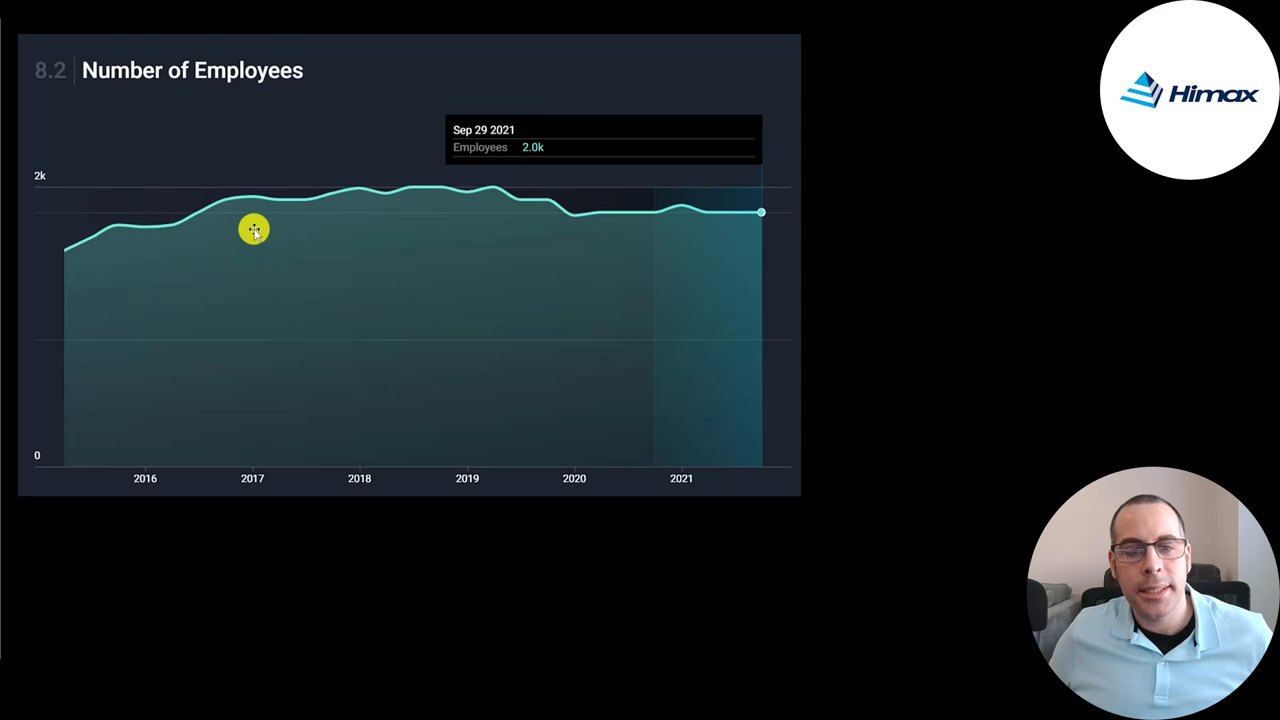 8.2 Number of Employees
Sep 29 2021
Employees 2.0k
2k
0
2016 2017 2018 2019 2020 2021
Himax